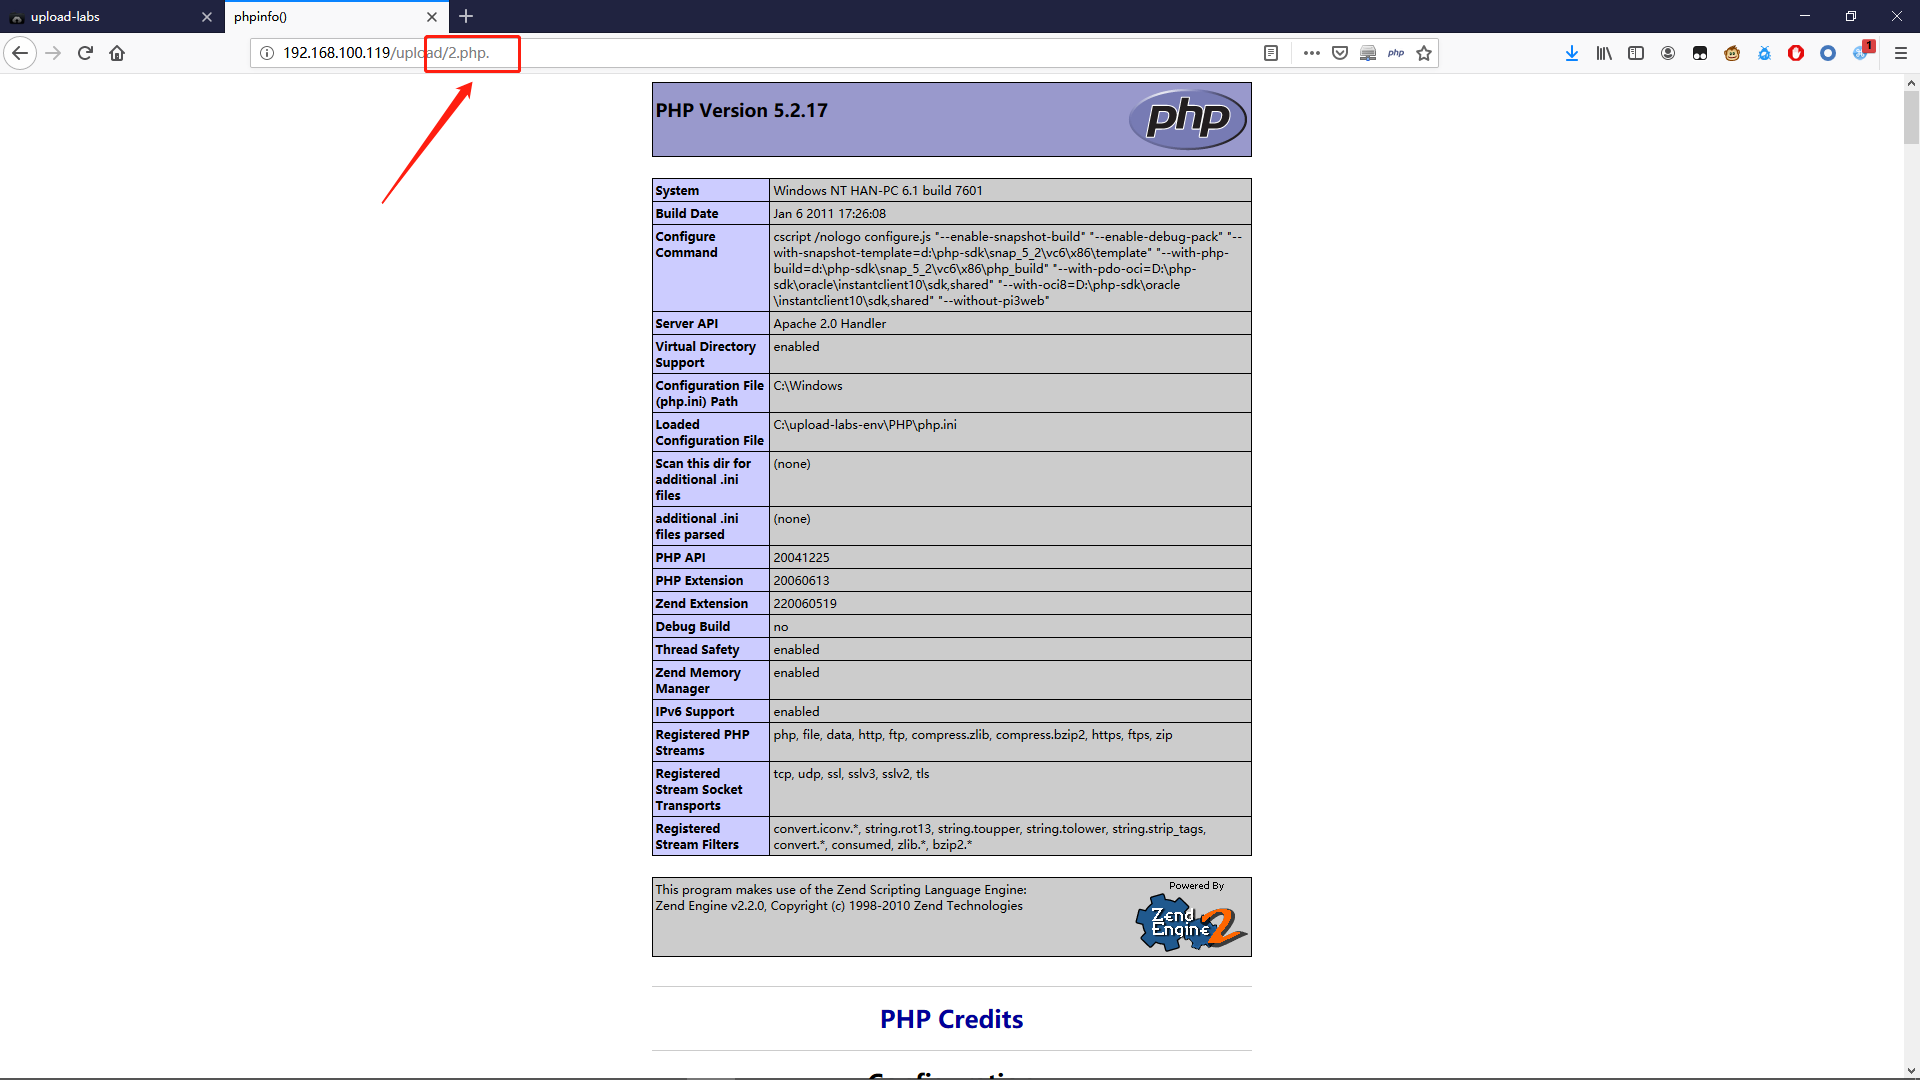 upload-labs
phpinfo()
192.168.100.119/upload/2.php.
php
1
PHP Version 5.2.17
php
System
Windows NT HAN-PC 6.1 build 7601
Build Date
Jan 6 2011 17:26:08
Configure
Command
cscript /nologo configure.js "--enable-snapshot-build" "--enable-debug-pack" "--
with-snapshot-template=d:\php-sdk\snap_5_2\vc6\x86\template" "--with-php-
build=d:\php-sdk\snap_5_2\vc6\x86\php_build" "--with-pdo-oci=D:\php-
sdk\oracle\instantclient10\sdk,shared" "--with-oci8=D:\php-sdk\oracle
\instantclient10\sdk,shared" "--without-pi3web"
Server API
Apache 2.0 Handler
Virtual Directory
Support
enabled
Configuration File
(php.ini) Path
C:\Windows
Loaded
Configuration File
C:\upload-labs-env\PHP\php.ini
Scan this dir for
additional .ini
files
(none)
additional .ini
files parsed
(none)
PHP API
20041225
PHP Extension
20060613
Zend Extension
220060519
Debug Build
no
Thread Safety
enabled
Zend Memory
Manager
enabled
IPv6 Support
enabled
Registered PHP
Streams
php, file, data, http, ftp, compress.zlib, compress.bzip2, https, ftps, zip
Registered
Stream Socket
Transports
tcp, udp, ssl, sslv3, sslv2, tls
Registered
Stream Filters
convert.iconv.*, string.rot13, string.toupper, string.tolower, string.strip_tags,
convert.*, consumed, zlib.*, bzip2.*
This program makes use of the Zend Scripting Language Engine:
Zend Engine v2.2.0, Copyright (c) 1998-2010 Zend Technologies
Powered By
Zend
Engine 2
PHP Credits